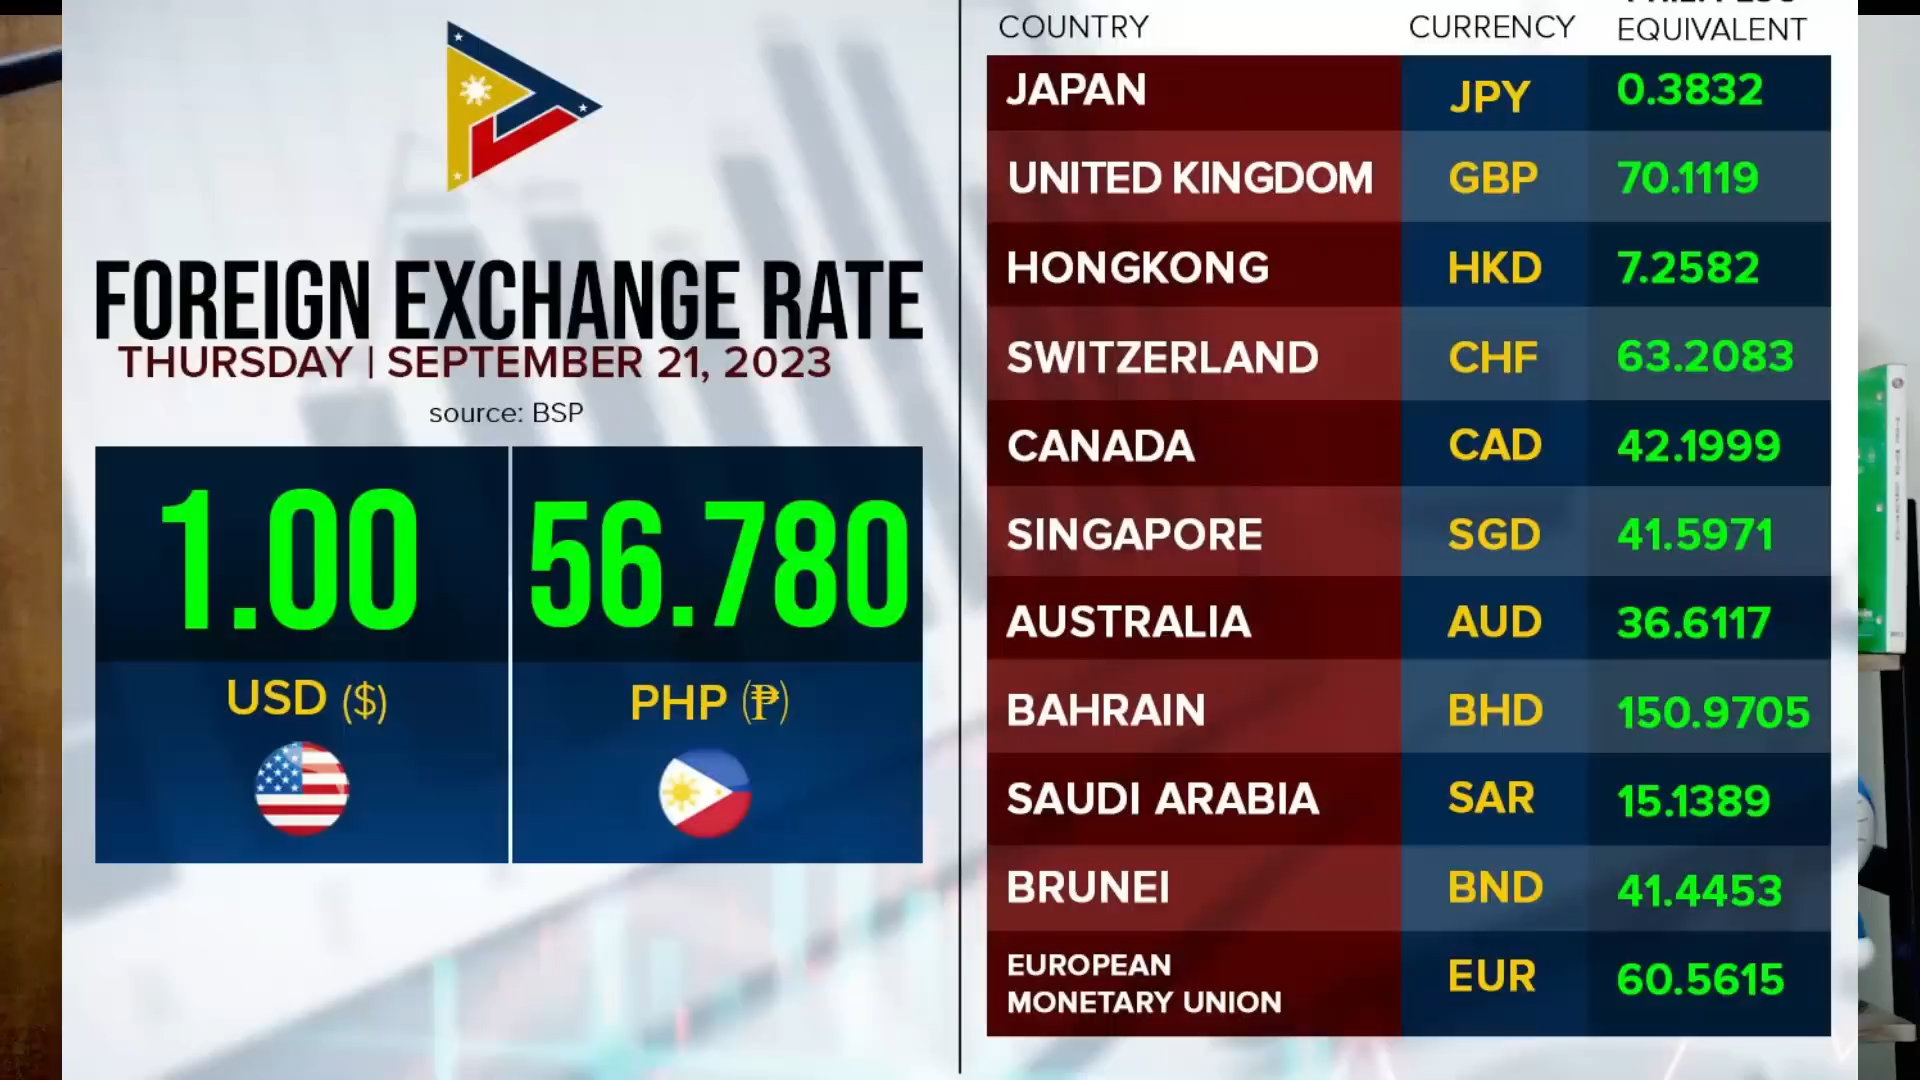 FOREIGN EXCHANGE RATE
THURSDAY | SEPTEMBER 21, 2023
source: BSP
1.00 56.780
USD ($) PHP (₱)
COUNTRY CURRENCY EQUIVALENT
JAPAN JPY 0.3832
UNITED KINGDOM GBP 70.1119
HONGKONG HKD 7.2582
SWITZERLAND CHF 63.2083
CANADA CAD 42.1999
SINGAPORE SGD 41.5971
AUSTRALIA AUD 36.6117
BAHRAIN BHD 150.9705
SAUDI ARABIA SAR 15.1389
BRUNEI BND 41.4453
EUROPEAN
MONETARY UNION EUR 60.5615